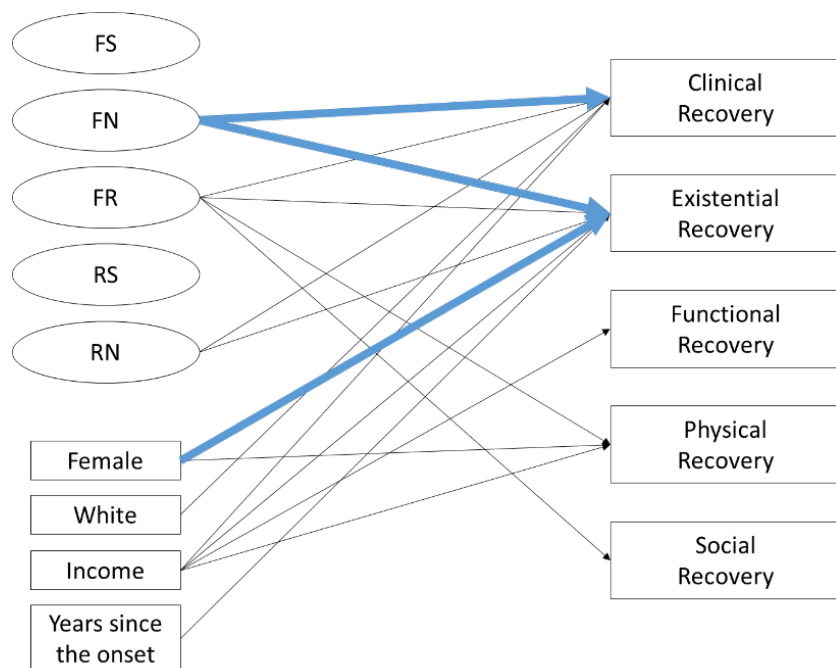 FS
FN
FR
RS
RN
Female
White
Income
Years since
the onset
Clinical
Recovery
Existential
Recovery
Functional
Recovery
Physical
Recovery
Social
Recovery